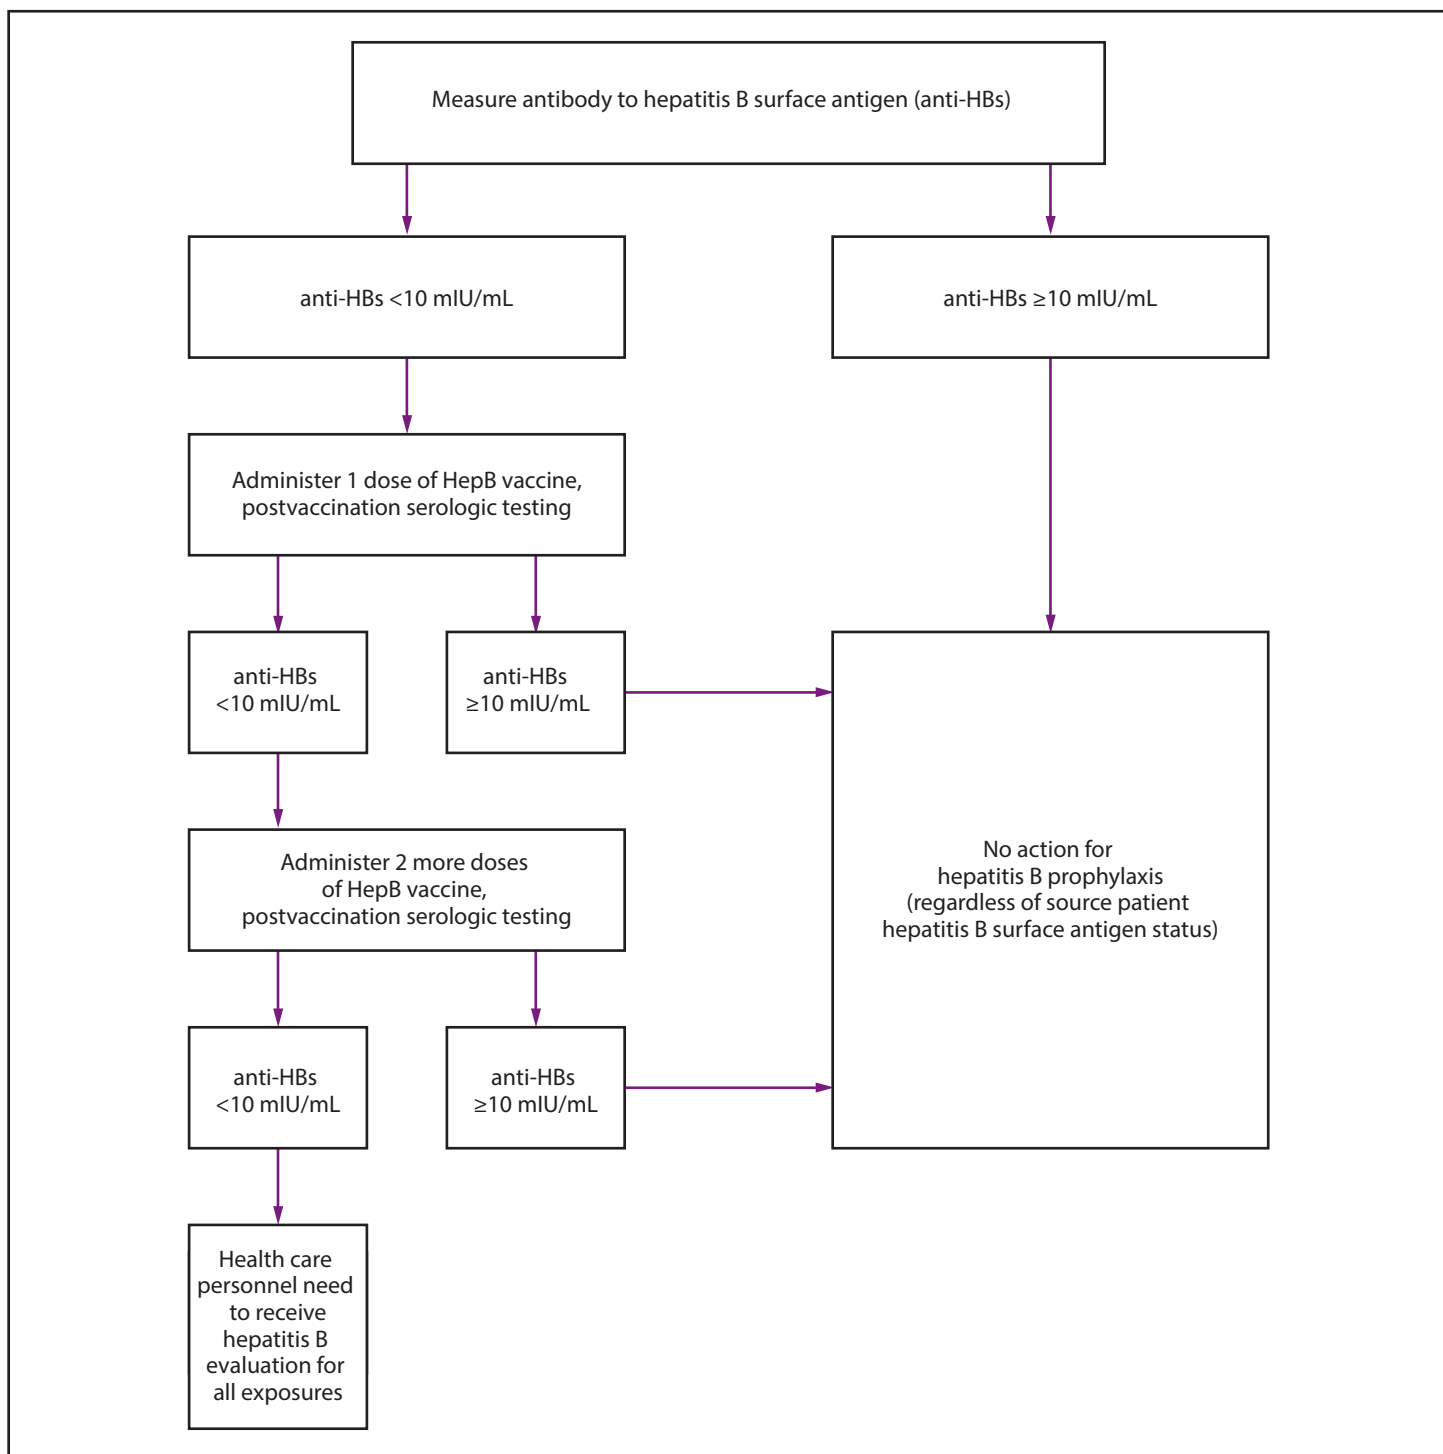 Measure antibody to hepatitis B surface antigen (anti-HBs)
anti-HBs <10 mIU/mL
anti-HBs ≥10 mIU/mL
Administer 1 dose of HepB vaccine,
postvaccination serologic testing
anti-HBs
<10 mIU/mL
anti-HBs
≥10 mIU/mL
Administer 2 more doses
of HepB vaccine,
postvaccination serologic testing
No action for
hepatitis B prophylaxis
(regardless of source patient
hepatitis B surface antigen status)
anti-HBs
<10 mIU/mL
anti-HBs
≥10 mIU/mL
Health care
personnel need
to receive
hepatitis B
evaluation for
all exposures